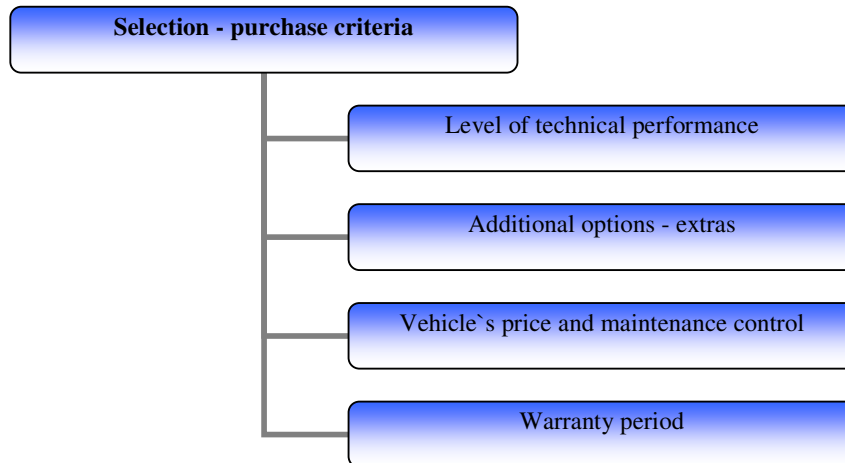 Selection - purchase criteria
Level of technical performance
Additional options - extras
Vehicle`s price and maintenance control
Warranty period